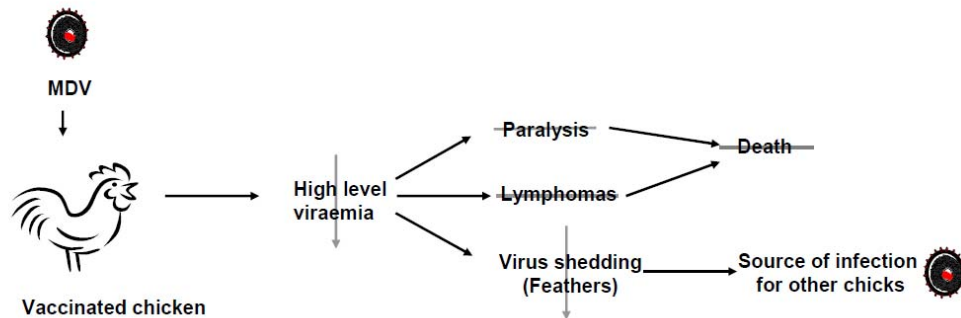 MDV
Vaccinated chicken
High level
viraemia
Paralysis
Lymphomas
Death
Virus shedding
(Feathers)
Source of infection
for other chicks